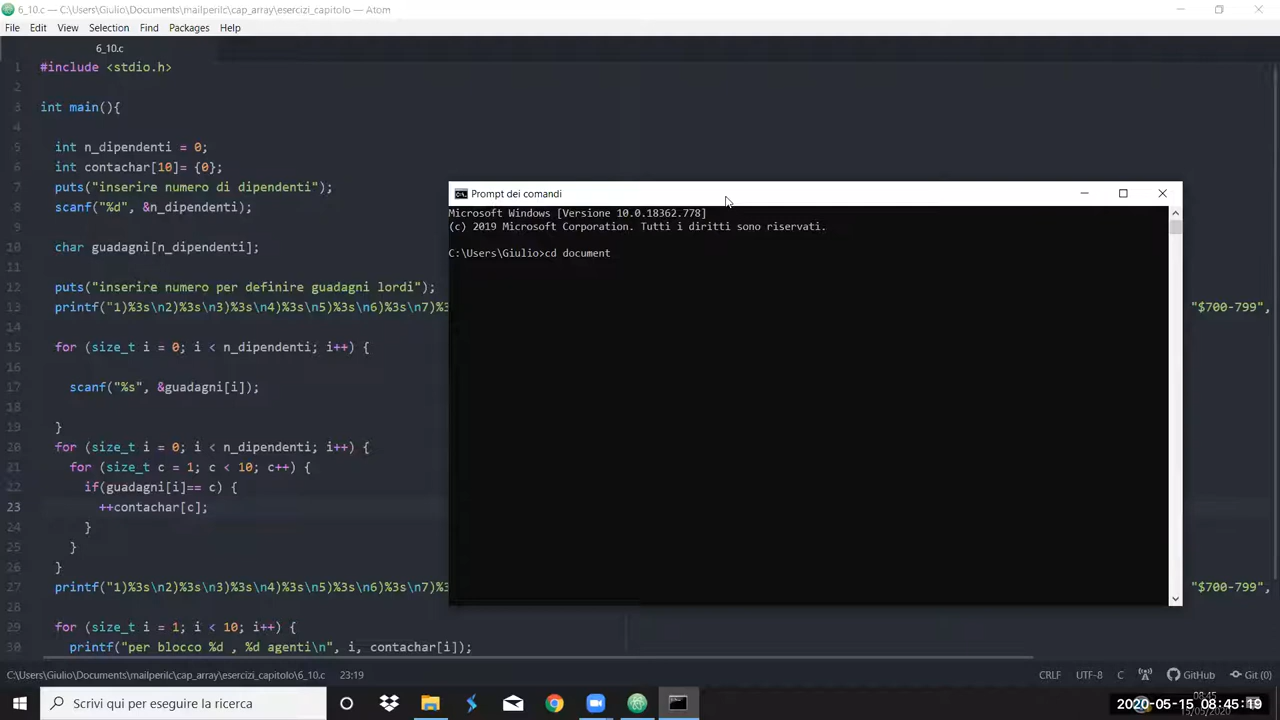 6_10.c — C:\Users\Giulio\Documents\mailperilc\cap_array\esercizi_capitolo — Atom
File Edit View Selection Find Packages Help
6_10.c
1 #include <stdio.h>
2
3 int main(){
4
5 int n_dipendenti = 0;
6 int contachar[10]= {0};
7 puts("inserire numero di dipendenti");
8 scanf("%d", &n_dipendenti);
9
10 char guadagni[n_dipendenti];
11
12 puts("inserire numero per definire guadagni lordi");
13 printf("1)%3s\n2)%3s\n3)%3s\n4)%3s\n5)%3s\n6)%3s\n7)%3 "$700-799",
14
15 for (size_t i = 0; i < n_dipendenti; i++) {
16
17 scanf("%s", &guadagni[i]);
18
19 }
20 for (size_t i = 0; i < n_dipendenti; i++) {
21 for (size_t c = 1; c < 10; c++) {
22 if(guadagni[i]== c) {
23 ++contachar[c];
24 }
25 }
26 }
27 printf("1)%3s\n2)%3s\n3)%3s\n4)%3s\n5)%3s\n6)%3s\n7)%3 "$700-799",
28
29 for (size_t i = 1; i < 10; i++) {
30 printf("per blocco %d , %d agenti\n", i, contachar[i]);
Prompt dei comandi
Microsoft Windows [Versione 10.0.18362.778]
(c) 2019 Microsoft Corporation. Tutti i diritti sono riservati.
C:\Users\Giulio>cd document
C:\Users\Giulio\Documents\mailperilc\cap_array\esercizi_capitolo\6_10.c 23:19 CRLF UTF-8 C GitHub Git (0)
Scrivi qui per eseguire la ricerca
08:45
2020-05-15 08:45:19